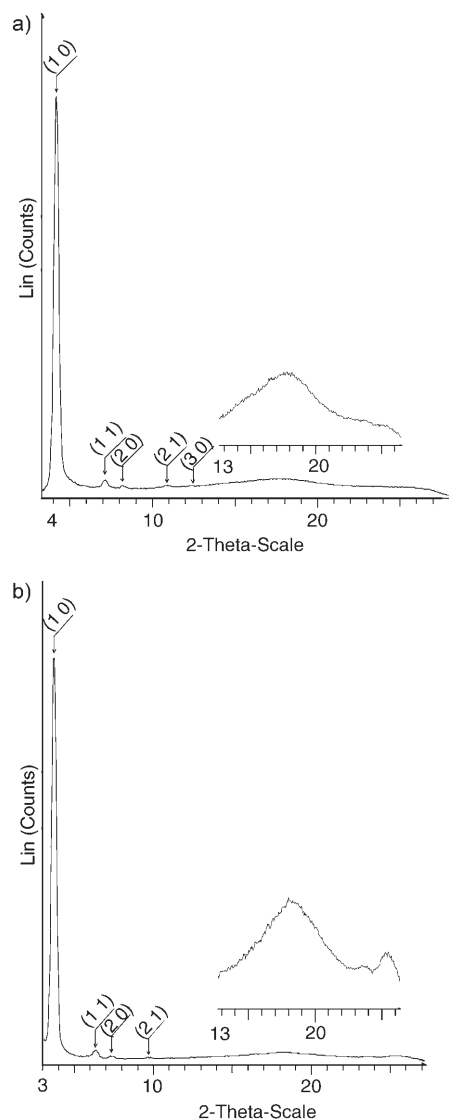 a)
(1 0)
Lin (Counts)
(1 1)
(2 0)
(2 1)
(3 0)
13 20
4 10 20
2-Theta-Scale
b)
(1 0)
Lin (Counts)
(1 1)
(2 0)
(2 1)
13 20
3 10 20
2-Theta-Scale